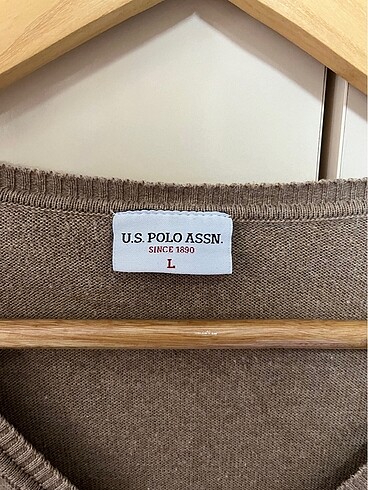 U.S. POLO ASSN.
SINCE 1890
L